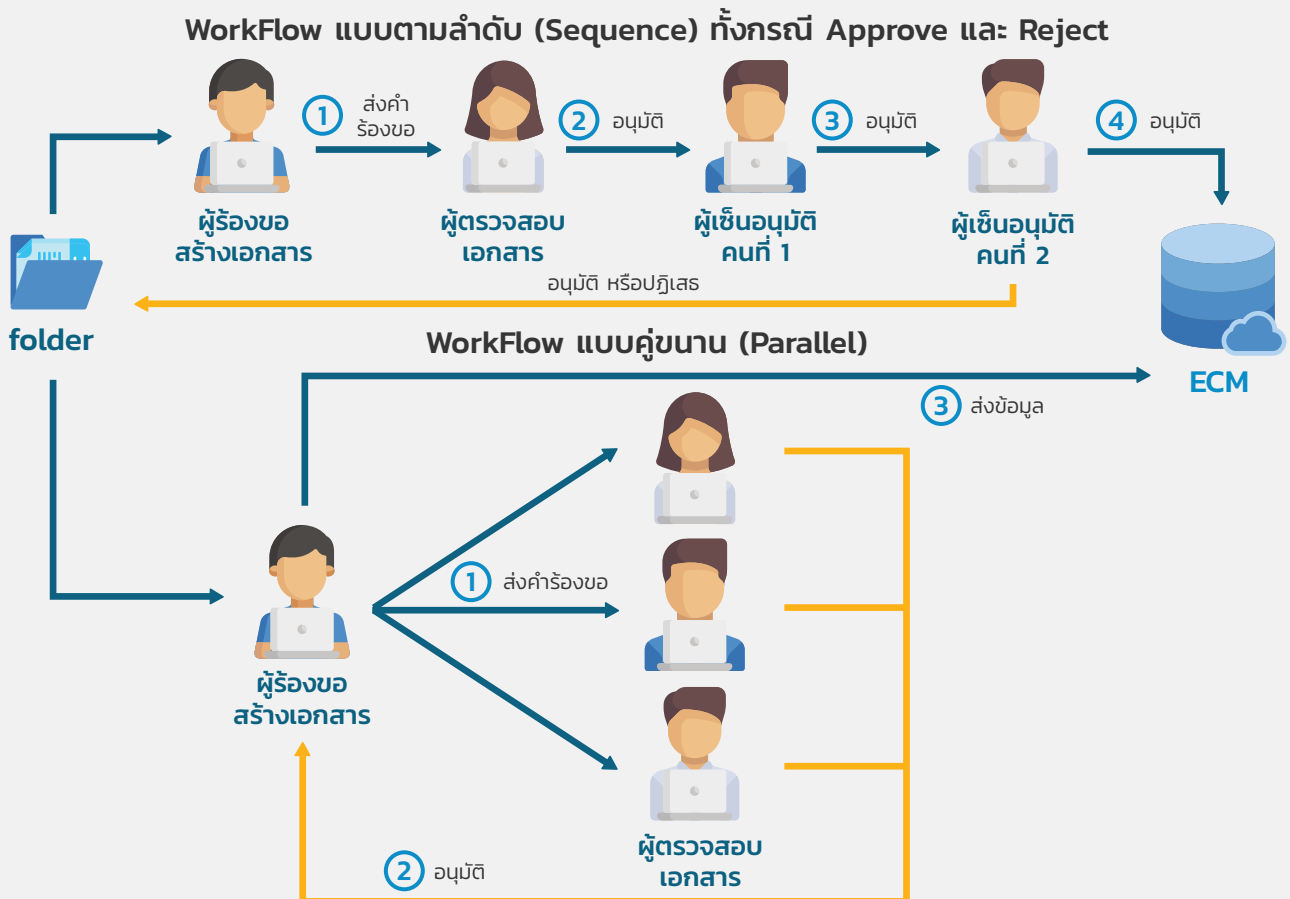 WorkFlow แบบตามลำดับ (Sequence) ทั้งกรณี Approve และ Reject
1 ส่งคำ
ร้องขอ
2 อนุมัติ
3 อนุมัติ
4 อนุมัติ
ผู้ร้องขอ
สร้างเอกสาร
ผู้ตรวจสอบ
เอกสาร
ผู้เซ็นอนุมัติ
คนที่ 1
ผู้เซ็นอนุมัติ
คนที่ 2
อนุมัติ หรือปฏิเสธ
folder
WorkFlow แบบคู่ขนาน (Parallel)
ECM
3 ส่งข้อมูล
1 ส่งคำร้องขอ
ผู้ร้องขอ
สร้างเอกสาร
ผู้ตรวจสอบ
เอกสาร
2 อนุมัติ